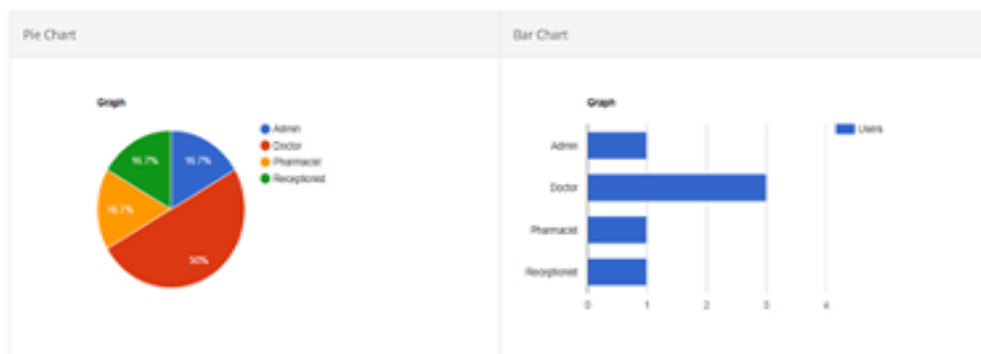 Pie Chart
Graph
16.7%
16.7%
16.7%
50%
Admin
Doctor
Pharmacist
Receptionist
Bar Chart
Graph
Users
Admin
Doctor
Pharmacist
Receptionist
0 1 2 3 4